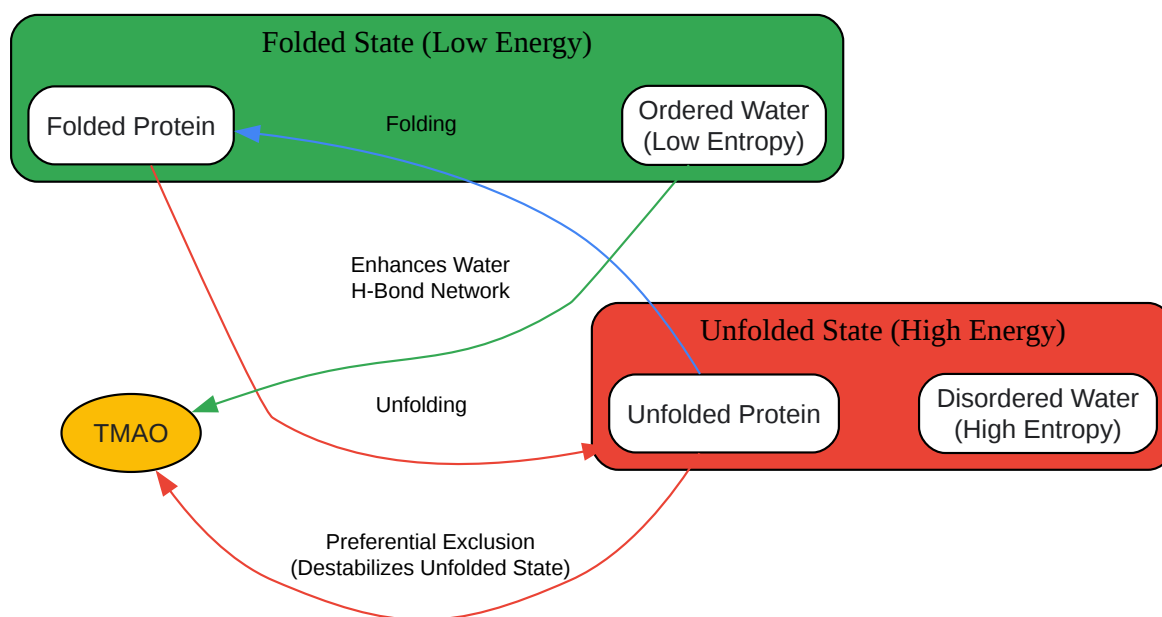 Folded State (Low Energy)
Folded Protein
Folding
Ordered Water
(Low Entropy)
Enhances Water
H-Bond Network
Unfolded State (High Energy)
Unfolded Protein
Disordered Water
(High Entropy)
Unfolding
TMAO
Preferential Exclusion
(Destabilizes Unfolded State)